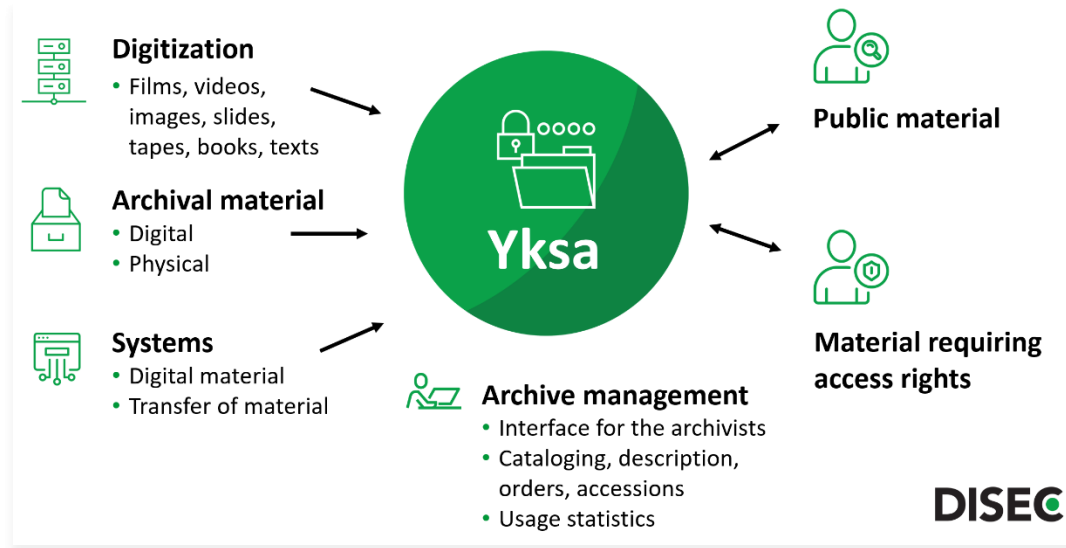 Digitization
• Films, videos,
images, slides,
tapes, books, texts
Archival material
• Digital
• Physical
Systems
• Digital material
• Transfer of material
Yksa
Archive management
• Interface for the archivists
• Cataloging, description,
orders, accessions
• Usage statistics
Public material
Material requiring
access rights
DISEC